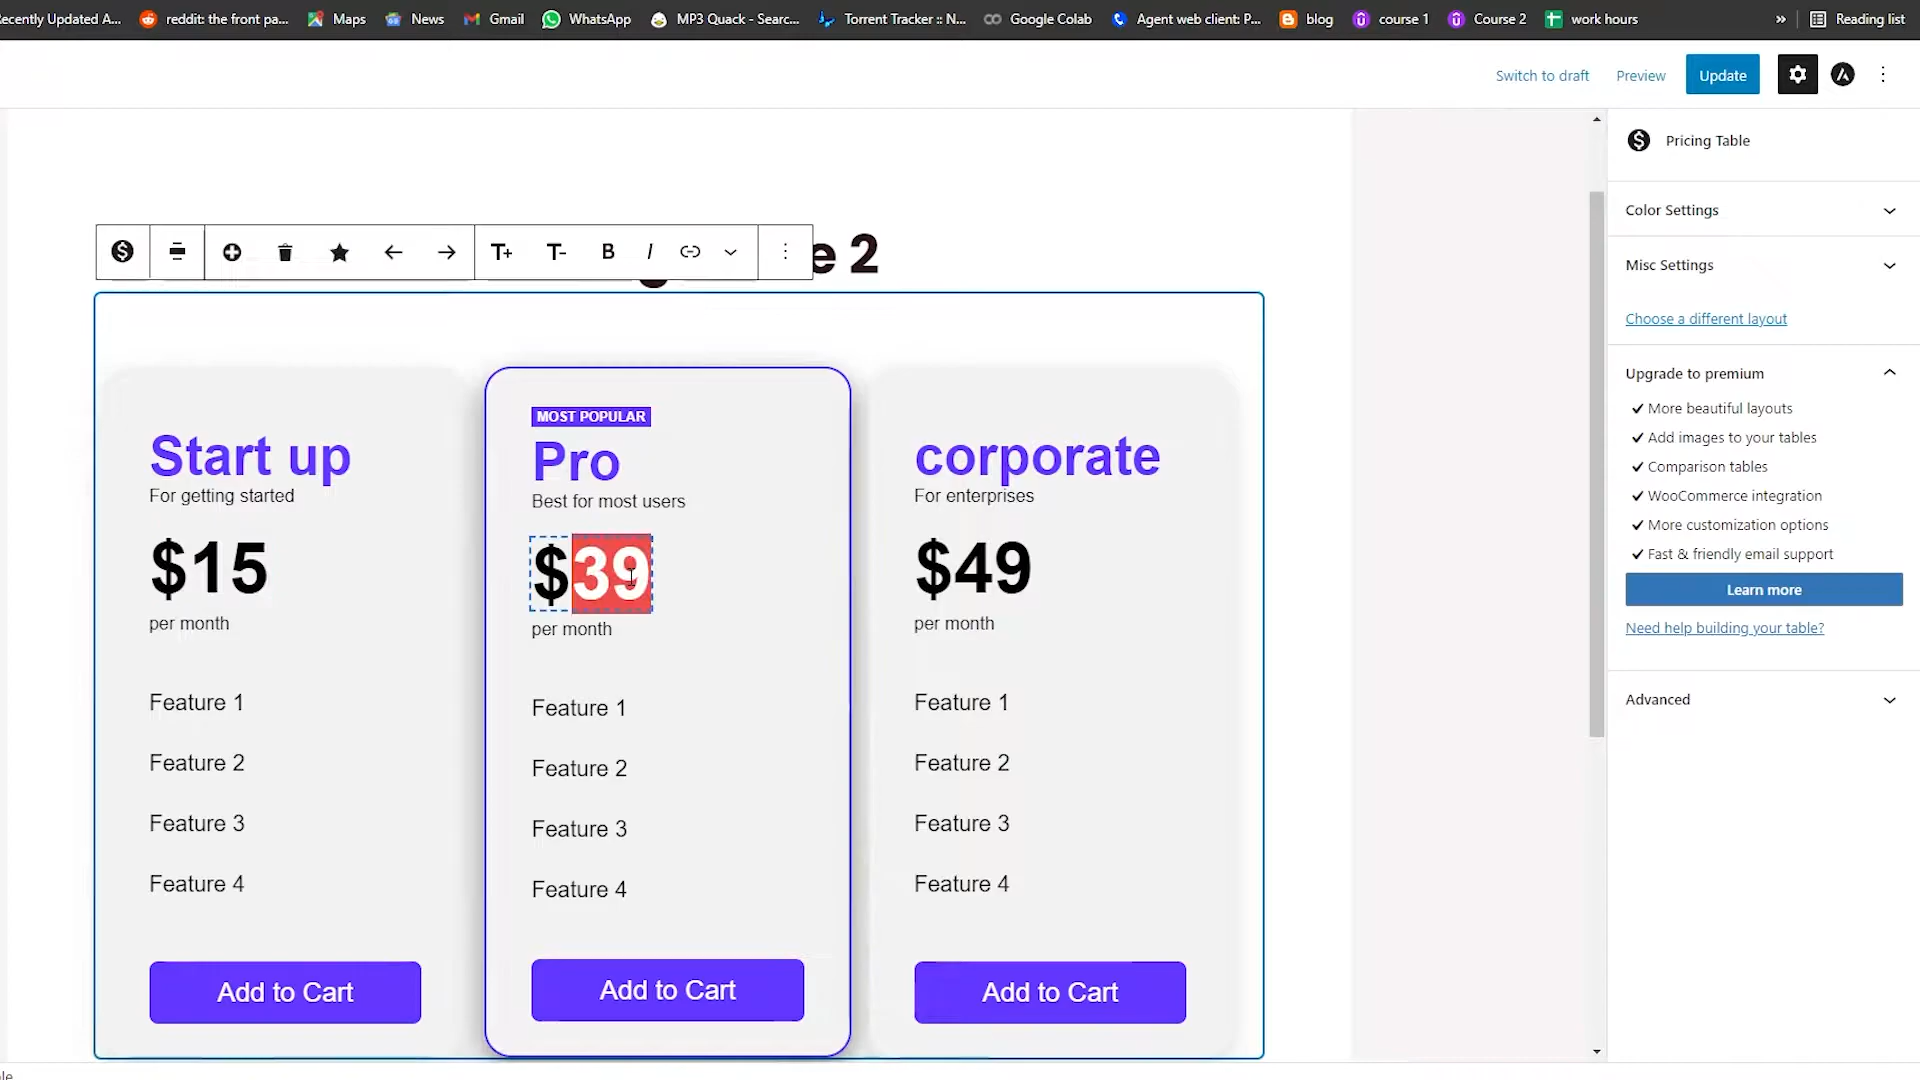 ecently Updated A...
reddit: the front pa...
Maps
News
Gmail
WhatsApp
MP3 Quack - Searc...
Torrent Tracker :: N...
Google Colab
Agent web client: P...
blog
course 1
Course 2
work hours
»
Reading list
Switch to draft
Preview
Update
Pricing Table
Color Settings
Misc Settings
Choose a different layout
Upgrade to premium
✓ More beautiful layouts
✓ Add images to your tables
✓ Comparison tables
✓ WooCommerce integration
✓ More customization options
✓ Fast & friendly email support
Learn more
Need help building your table?
Advanced
T+
T-
B
I
e 2
Start up
For getting started
$15
per month
Feature 1
Feature 2
Feature 3
Feature 4
Add to Cart
MOST POPULAR
Pro
Best for most users
$39
per month
Feature 1
Feature 2
Feature 3
Feature 4
Add to Cart
corporate
For enterprises
$49
per month
Feature 1
Feature 2
Feature 3
Feature 4
Add to Cart